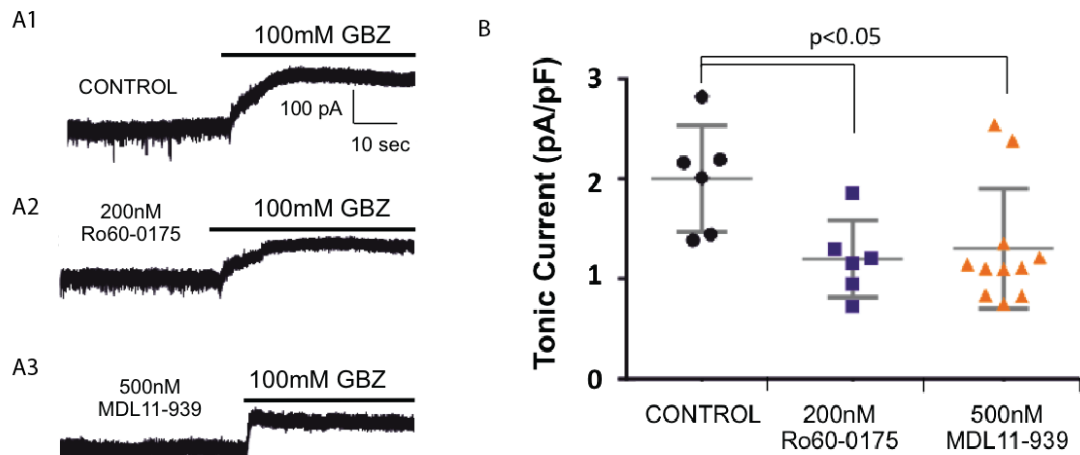 A1
100mM GBZ
CONTROL
100 pA
10 sec
A2
200nM
Ro60-0175
100mM GBZ
A3
500nM
MDL11-939
100mM GBZ
B
p<0.05
Tonic Current (pA/pF)
3
2
1
0
CONTROL
200nM
Ro60-0175
500nM
MDL11-939